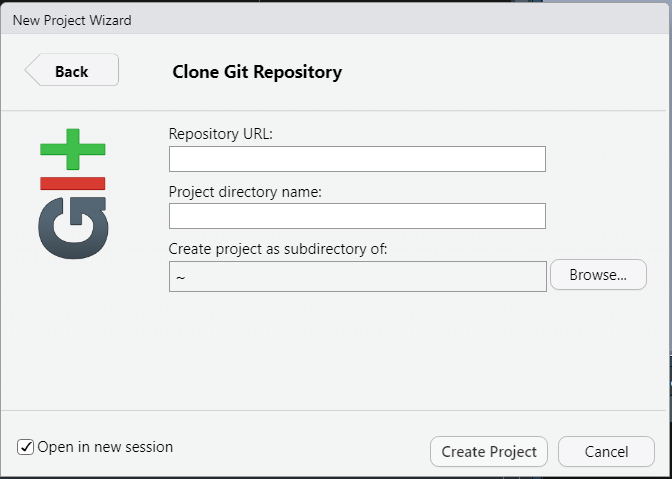 New Project Wizard
Back
Clone Git Repository
GIT
Repository URL:
Project directory name:
Create project as subdirectory of:
~
Browse...
Open in new session
Create Project
Cancel